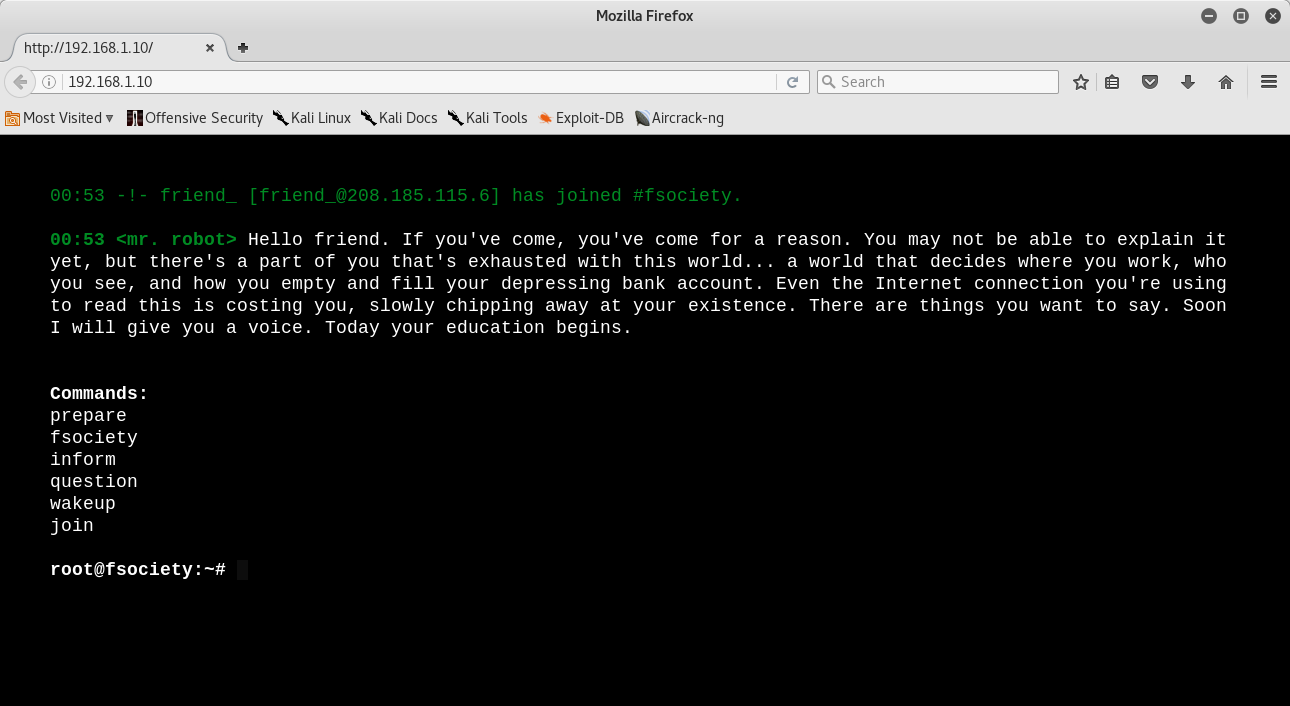 Mozilla Firefox
http://192.168.1.10/
192.168.1.10
Search
Most Visited
Offensive Security
Kali Linux
Kali Docs
Kali Tools
Exploit-DB
Aircrack-ng
00:53 -!- friend_ [friend_@208.185.115.6] has joined #fsociety.
00:53 <mr. robot> Hello friend. If you've come, you've come for a reason. You may not be able to explain it
yet, but there's a part of you that's exhausted with this world... a world that decides where you work, who
you see, and how you empty and fill your depressing bank account. Even the Internet connection you're using
to read this is costing you, slowly chipping away at your existence. There are things you want to say. Soon
I will give you a voice. Today your education begins.
Commands:
prepare
fsociety
inform
question
wakeup
join
root@fsociety:~#